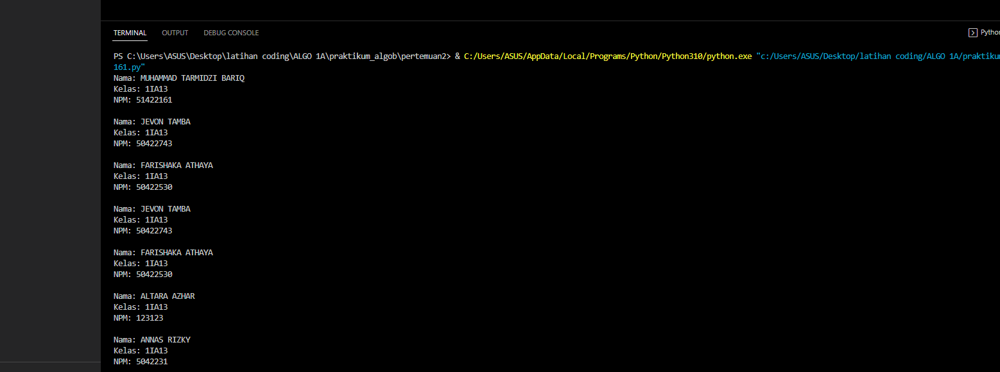 TERMINAL OUTPUT DEBUG CONSOLE
PS C:\Users\ASUS\Desktop\latihan coding\ALGO 1A\praktikum_algob\pertemuan2> & C:/Users/ASUS/AppData/Local/Programs/Python/Python310/python.exe "c:/Users/ASUS/Desktop/latihan coding/ALGO 1A/praktikum
161.py"
Nama: MUHAMMAD TARMIDZI BARIQ
Kelas: 1IA13
NPM: 51422161
Nama: JEVON TAMBA
Kelas: 1IA13
NPM: 50422743
Nama: FARISHAKA ATHAYA
Kelas: 1IA13
NPM: 50422530
Nama: JEVON TAMBA
Kelas: 1IA13
NPM: 50422743
Nama: FARISHAKA ATHAYA
Kelas: 1IA13
NPM: 50422530
Nama: ALTARA AZHAR
Kelas: 1IA13
NPM: 123123
Nama: ANNAS RIZKY
Kelas: 1IA13
NPM: 5042231